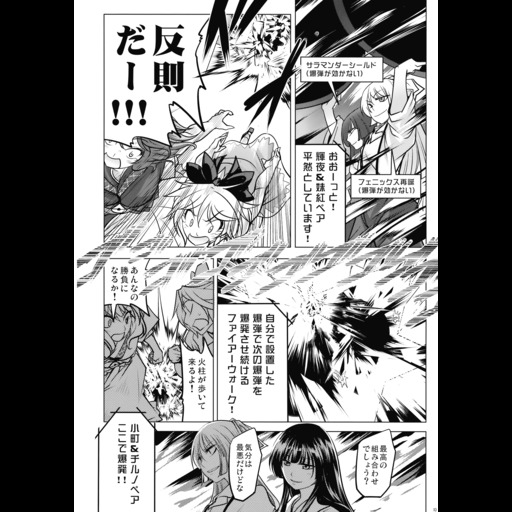 サラマンダーシールド
(爆弾が効かない)
おおーっと!
輝夜&妹紅ペア
平然としています!
フェニックス再誕
(爆弾が効かない)
反則
だー!!!
自分で設置した
爆弾で次の爆弾を
爆発させ続ける
ファイアーウォーク!
あんなの
勝負に
なるか!
火柱が歩いて
来るよ!
最高の
組み合わせ
でしょう?
気分は
最悪だけどな
小町&チルノペア
ここで爆発!!